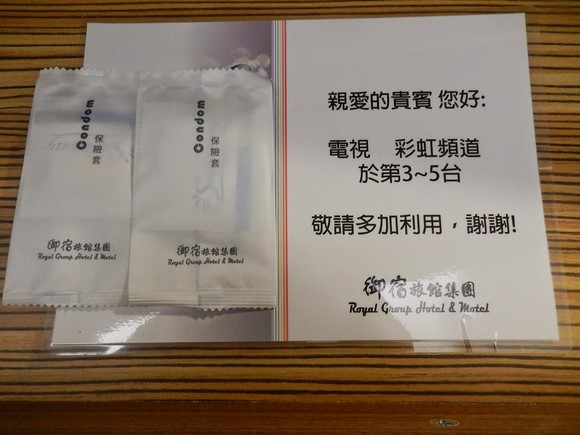 Condom
保險套
御宿旅館集團
Royal Group Hotel & Motel
Condom
保險套
御宿旅館集團
Royal Group Hotel & Motel
親愛的貴賓 您好:
電視 彩虹頻道
於第3~5台
敬請多加利用，謝謝!
御宿旅館集團
Royal Group Hotel & Motel